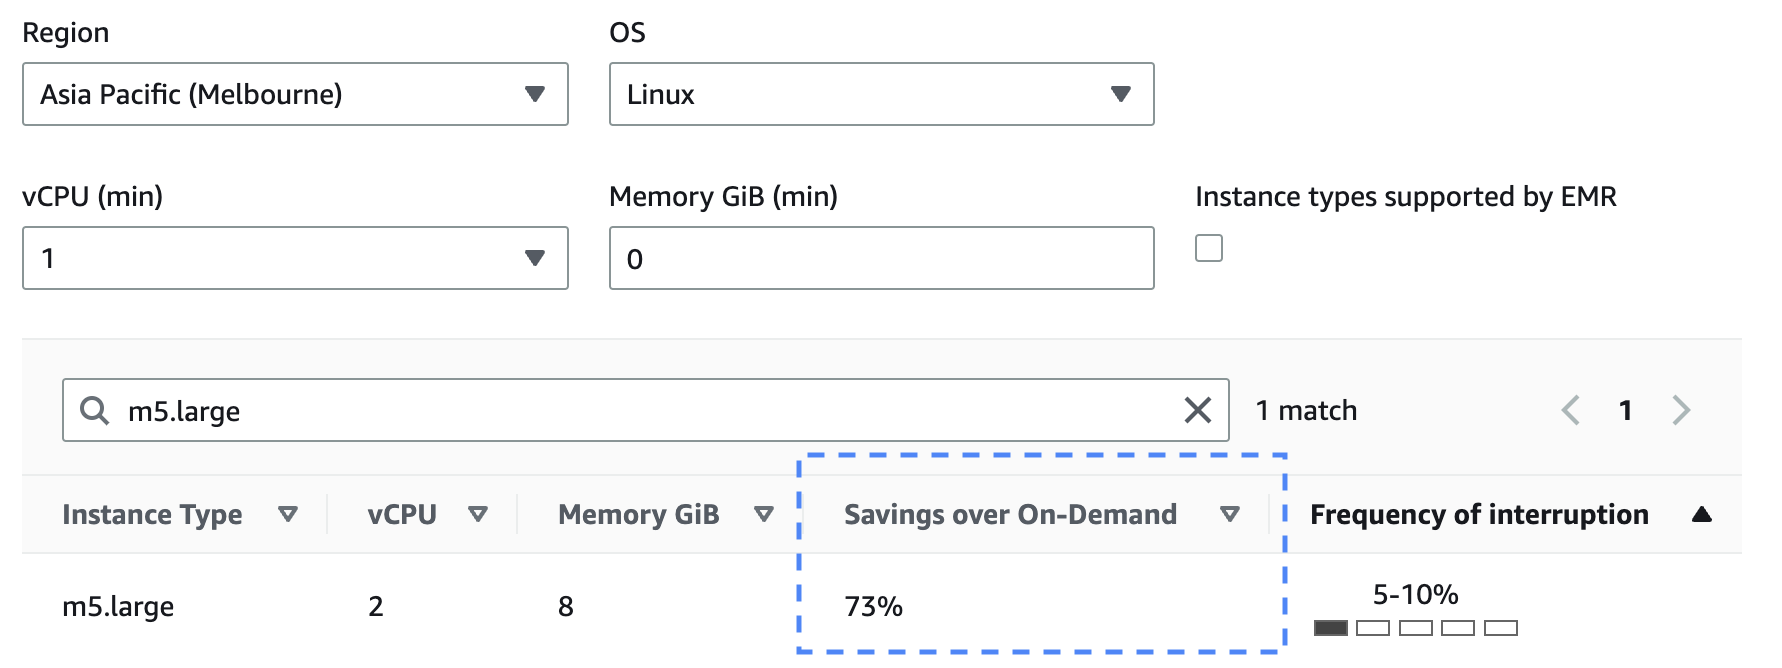 Region OS
Asia Pacific (Melbourne) Linux
vCPU (min) Memory GiB (min) Instance types supported by EMR
1 0
m5.large 1 match 1
Instance Type vCPU Memory GiB Savings over On-Demand Frequency of interruption
m5.large 2 8 73% 5-10%